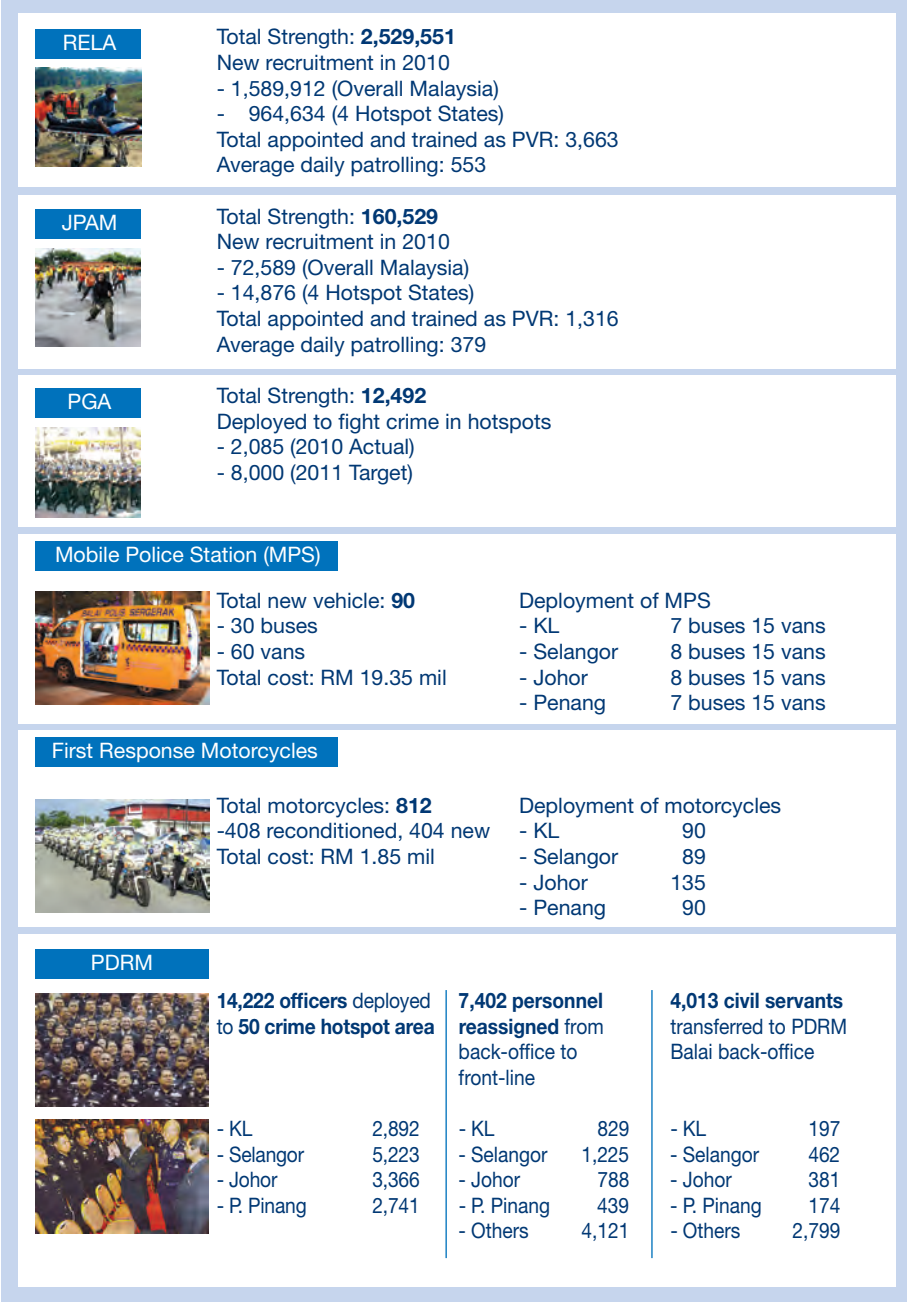 RELA
Total Strength: 2,529,551
New recruitment in 2010
- 1,589,912 (Overall Malaysia)
- 964,634 (4 Hotspot States)
Total appointed and trained as PVR: 3,663
Average daily patrolling: 553
JPAM
Total Strength: 160,529
New recruitment in 2010
- 72,589 (Overall Malaysia)
- 14,876 (4 Hotspot States)
Total appointed and trained as PVR: 1,316
Average daily patrolling: 379
PGA
Total Strength: 12,492
Deployed to fight crime in hotspots
- 2,085 (2010 Actual)
- 8,000 (2011 Target)
Mobile Police Station (MPS)
BALAI POLIS BERGERAK
Total new vehicle: 90
- 30 buses
- 60 vans
Total cost: RM 19.35 mil
Deployment of MPS
- KL 7 buses 15 vans
- Selangor 8 buses 15 vans
- Johor 8 buses 15 vans
- Penang 7 buses 15 vans
First Response Motorcycles
Total motorcycles: 812
-408 reconditioned, 404 new
Total cost: RM 1.85 mil
Deployment of motorcycles
- KL 90
- Selangor 89
- Johor 135
- Penang 90
PDRM
14,222 officers deployed
to 50 crime hotspot area
- KL 2,892
- Selangor 5,223
- Johor 3,366
- P. Pinang 2,741
7,402 personnel
reassigned from
back-office to
front-line
- KL 829
- Selangor 1,225
- Johor 788
- P. Pinang 439
- Others 4,121
4,013 civil servants
transferred to PDRM
Balai back-office
- KL 197
- Selangor 462
- Johor 381
- P. Pinang 174
- Others 2,799